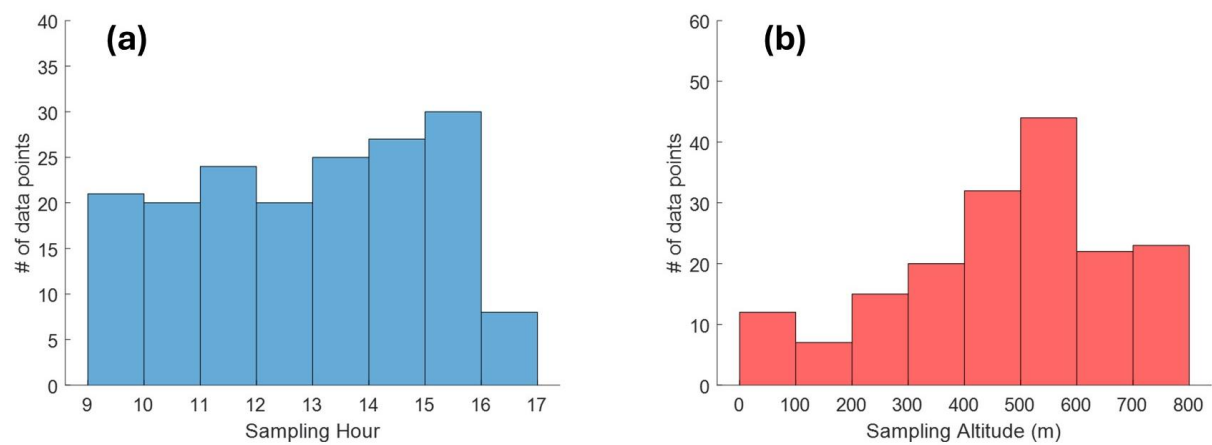 (a)
40
35
30
25
20
15
10
5
0
# of data points
9 10 11 12 13 14 15 16 17
Sampling Hour
(b)
60
50
40
30
20
10
0
# of data points
0 100 200 300 400 500 600 700 800
Sampling Altitude (m)